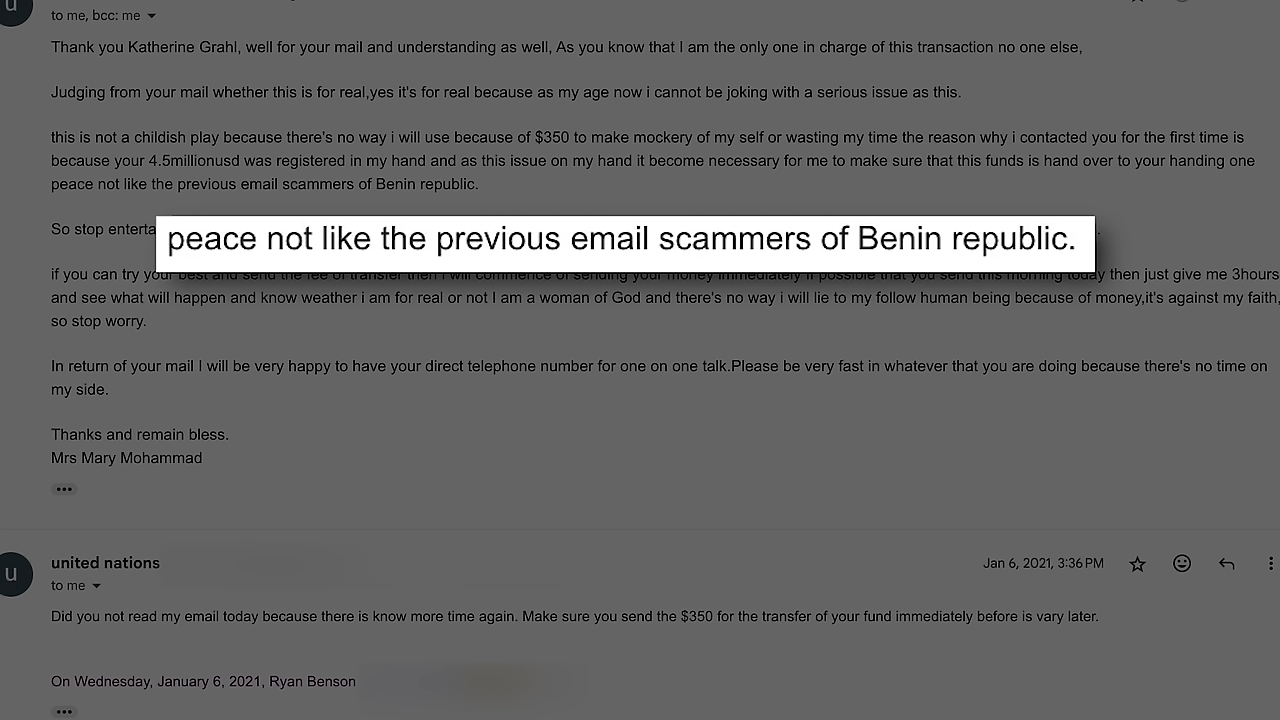 u
to me, bcc: me
Thank you Katherine Grahl, well for your mail and understanding as well, As you know that I am the only one in charge of this transaction no one else,
Judging from your mail whether this is for real,yes it's for real because as my age now i cannot be joking with a serious issue as this.
this is not a childish play because there's no way i will use because of $350 to make mockery of my self or wasting my time the reason why i contacted you for the first time is
because your 4.5millionusd was registered in my hand and as this issue on my hand it become necessary for me to make sure that this funds is hand over to your handing one
peace not like the previous email scammers of Benin republic.
So stop enterta
peace not like the previous email scammers of Benin republic.
if you can try your best and send the fee of transfer then i will commence of sending your money immediately if possible that you send this morning today then just give me 3hours
and see what will happen and know weather i am for real or not I am a woman of God and there's no way i will lie to my follow human being because of money,it's against my faith,
so stop worry.
In return of your mail I will be very happy to have your direct telephone number for one on one talk.Please be very fast in whatever that you are doing because there's no time on
my side.
Thanks and remain bless.
Mrs Mary Mohammad
u
united nations
Jan 6, 2021, 3:36 PM
to me
Did you not read my email today because there is know more time again. Make sure you send the $350 for the transfer of your fund immediately before is vary later.
On Wednesday, January 6, 2021, Ryan Benson